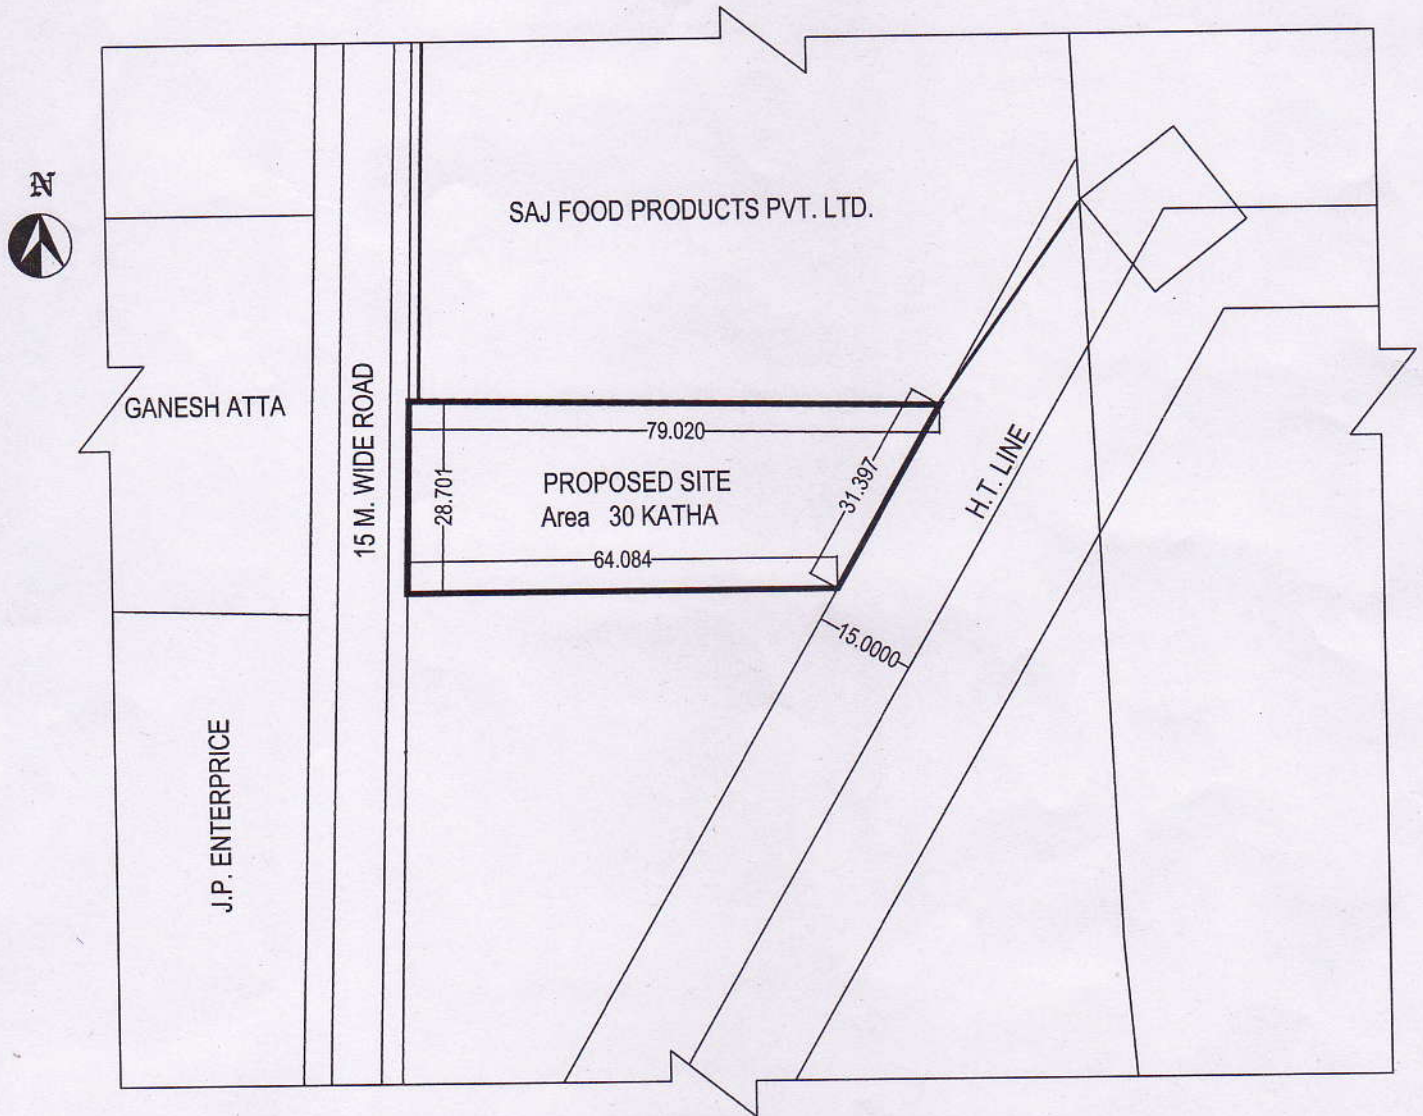 N
SAJ FOOD PRODUCTS PVT. LTD.
GANESH ATTA
15 M. WIDE ROAD
79.020
28.701
PROPOSED SITE
Area 30 KATHA
31.397
H.T. LINE
64.084
15.0000
J.P. ENTERPRICE